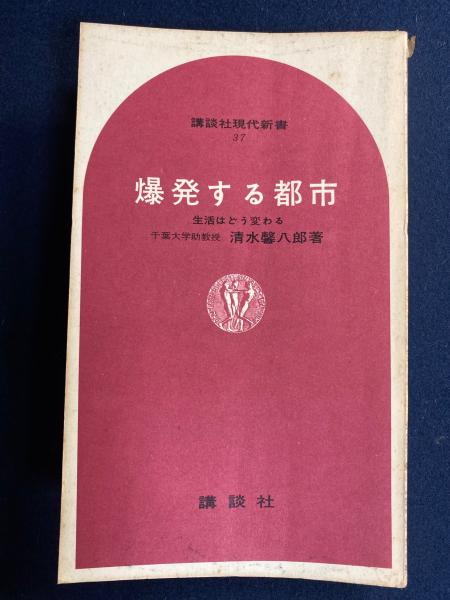 講談社現代新書
37
爆発する都市
生活はどう変わる
千葉大学助教授 清水馨八郎著
講談社